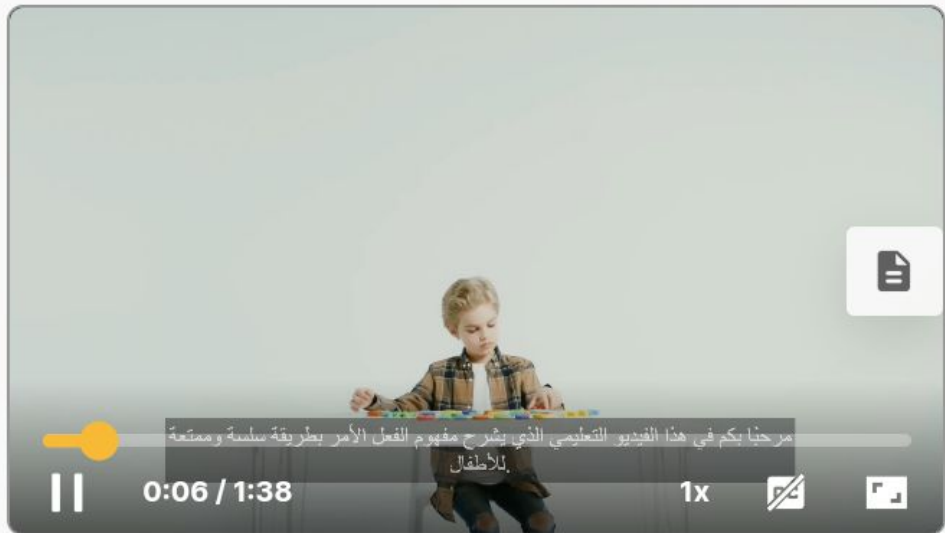 مرحبًا بكم في هذا الفيديو التعليمي الذي يشرح مفهوم الفعل الأمر بطريقة سلسة وممتعة
للأطفال.
0:06 / 1:38
1x